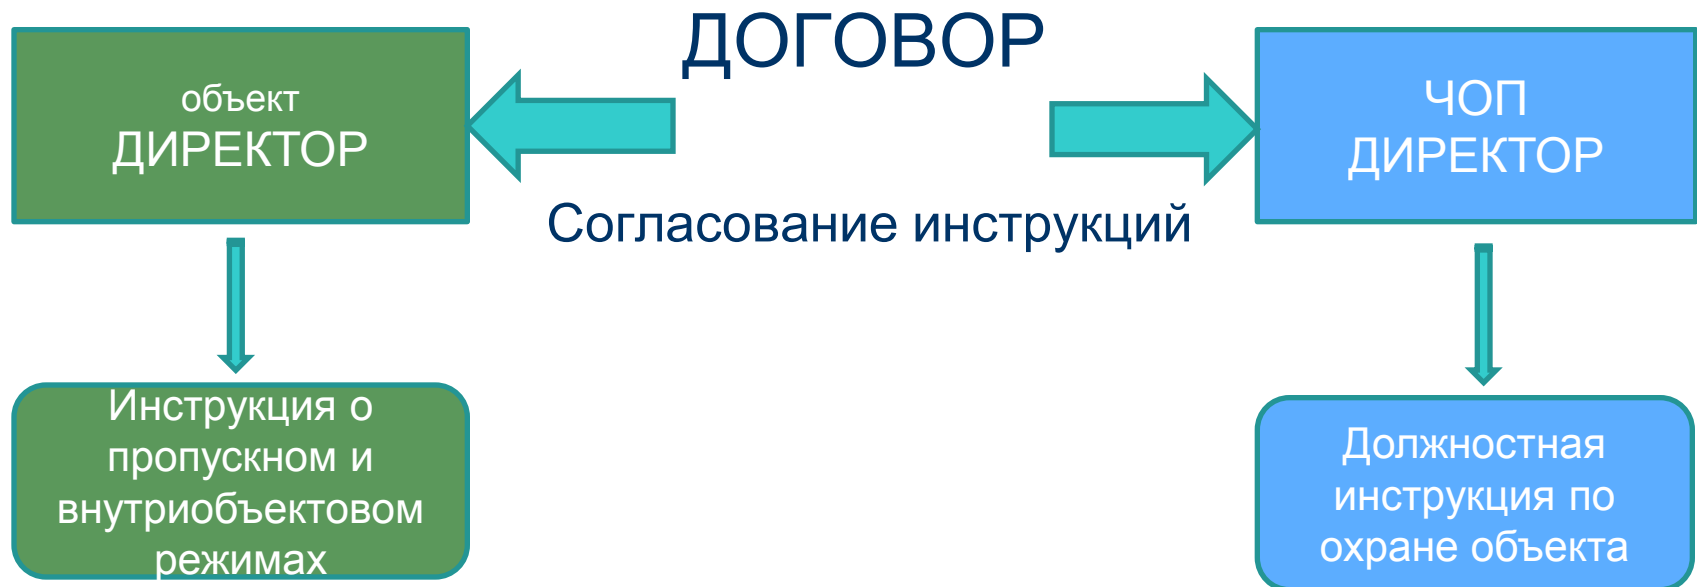 ДОГОВОР
объект
ДИРЕКТОР
ЧОП
ДИРЕКТОР
Согласование инструкций
Инструкция о
пропускном и
внутриобъектовом
режимах
Должностная
инструкция по
охране объекта